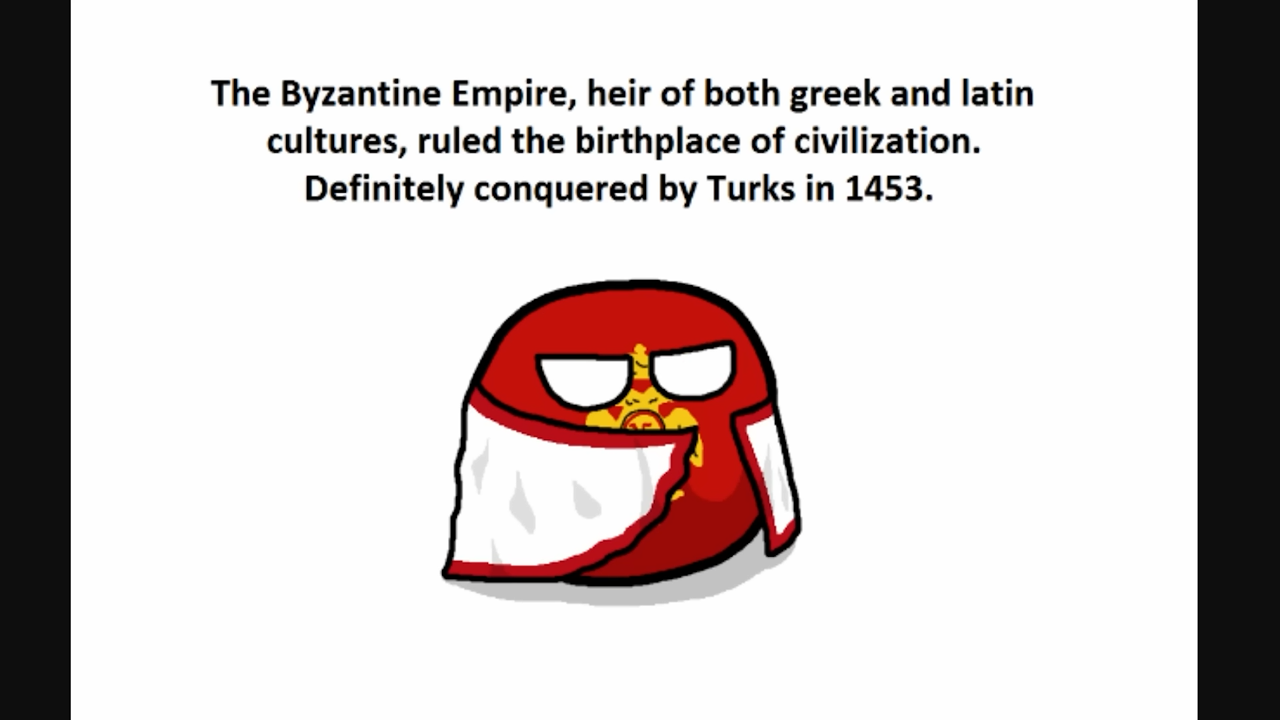 The Byzantine Empire, heir of both greek and latin
cultures, ruled the birthplace of civilization.
Definitely conquered by Turks in 1453.